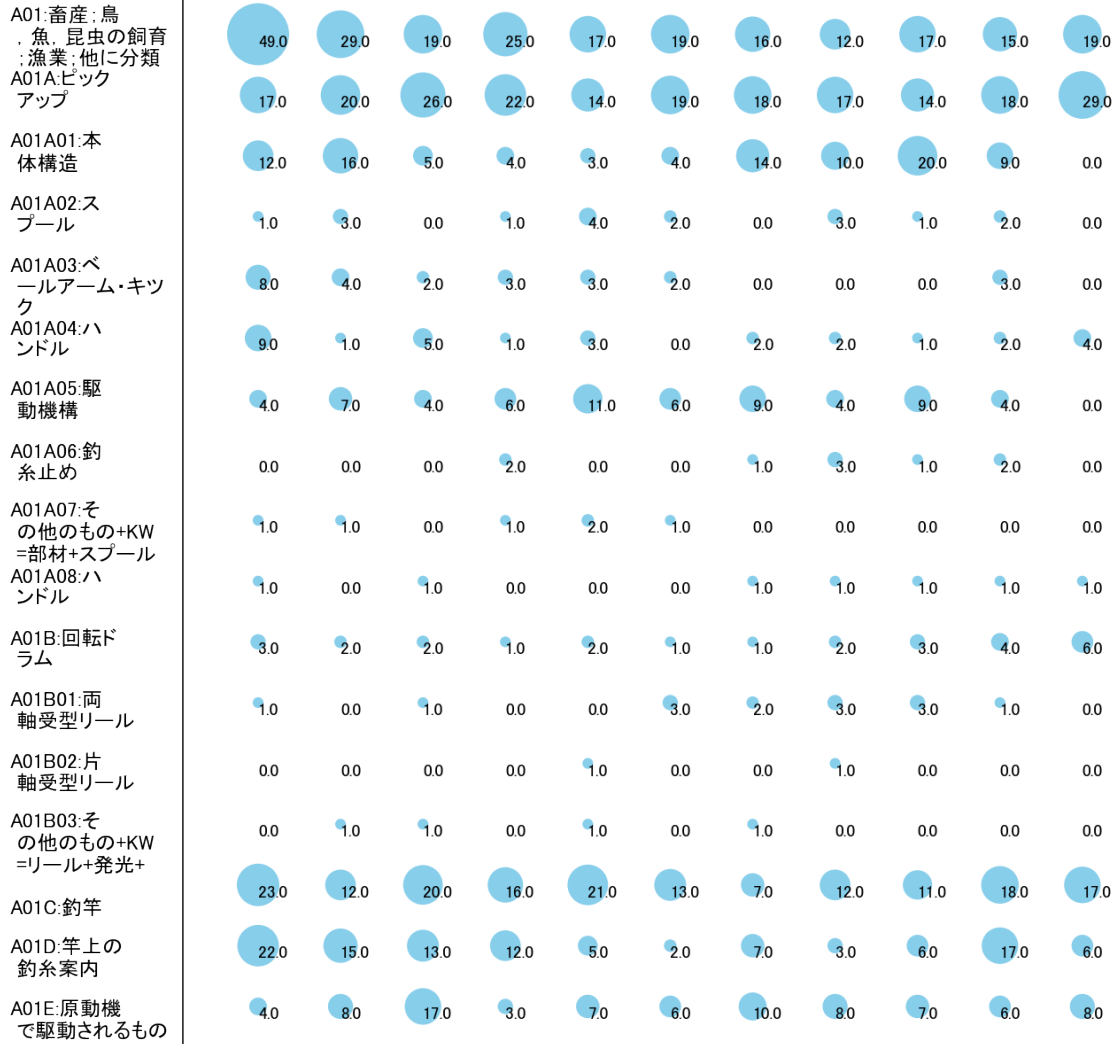 A01:畜産;鳥
,魚,昆虫の飼育
;漁業;他に分類
49.0 29.0 19.0 25.0 17.0 19.0 16.0 12.0 17.0 15.0 19.0
A01A:ピック
アップ
17.0 20.0 26.0 22.0 14.0 19.0 18.0 17.0 14.0 18.0 29.0
A01A01:本
体構造
12.0 16.0 5.0 4.0 3.0 4.0 14.0 10.0 20.0 9.0 0.0
A01A02:ス
プール
1.0 3.0 0.0 1.0 4.0 2.0 0.0 3.0 1.0 2.0 0.0
A01A03:ベ
ールアーム・キツ
ク
8.0 4.0 2.0 3.0 3.0 2.0 0.0 0.0 0.0 3.0 0.0
A01A04:ハ
ンドル
9.0 1.0 5.0 1.0 3.0 0.0 2.0 2.0 1.0 2.0 4.0
A01A05:駆
動機構
4.0 7.0 4.0 6.0 11.0 6.0 9.0 4.0 9.0 4.0 0.0
A01A06:釣
糸止め
0.0 0.0 0.0 2.0 0.0 0.0 1.0 3.0 1.0 2.0 0.0
A01A07:そ
の他のもの+KW
=部材+スプール
1.0 1.0 0.0 1.0 2.0 1.0 0.0 0.0 0.0 0.0 0.0
A01A08:ハ
ンドル
1.0 0.0 1.0 0.0 0.0 0.0 1.0 1.0 1.0 1.0 1.0
A01B:回転ド
ラム
3.0 2.0 2.0 1.0 2.0 1.0 1.0 2.0 3.0 4.0 6.0
A01B01:両
軸受型リール
1.0 0.0 1.0 0.0 0.0 3.0 2.0 3.0 3.0 1.0 0.0
A01B02:片
軸受型リール
0.0 0.0 0.0 0.0 1.0 0.0 0.0 1.0 0.0 0.0 0.0
A01B03:そ
の他のもの+KW
=リール+発光+
0.0 1.0 1.0 0.0 1.0 0.0 1.0 0.0 0.0 0.0 0.0
A01C:釣竿
23.0 12.0 20.0 16.0 21.0 13.0 7.0 12.0 11.0 18.0 17.0
A01D:竿上の
釣糸案内
22.0 15.0 13.0 12.0 5.0 2.0 7.0 3.0 6.0 17.0 6.0
A01E:原動機
で駆動されるもの
4.0 8.0 17.0 3.0 7.0 6.0 10.0 8.0 7.0 6.0 8.0